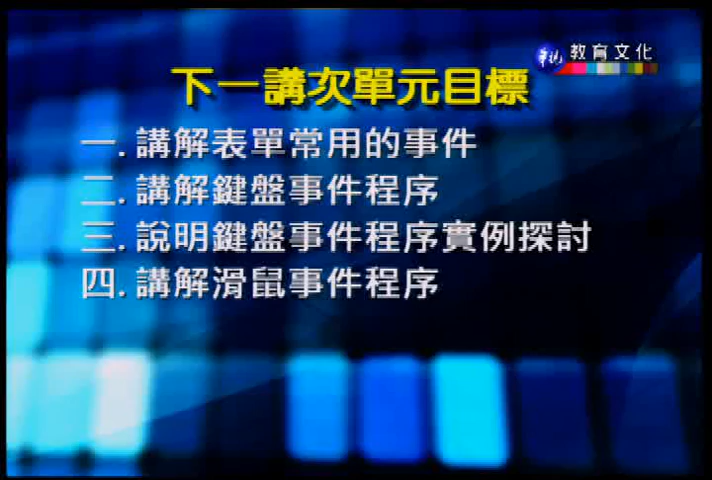 華視 教育文化
下一講次單元目標
一.講解表單常用的事件
二.講解鍵盤事件程序
三.說明鍵盤事件程序實例探討
四.講解滑鼠事件程序